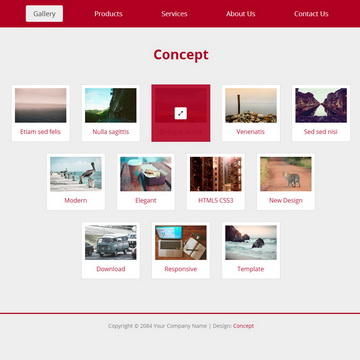 Gallery Products Services About Us Contact Us
Concept
Etiam sed felis Nulla sagittis Venenatis Sed sed nisi
Modern Elegant HTML5 CSS3 New Design
Download Responsive Template
Copyright © 2084 Your Company Name | Design: Concept